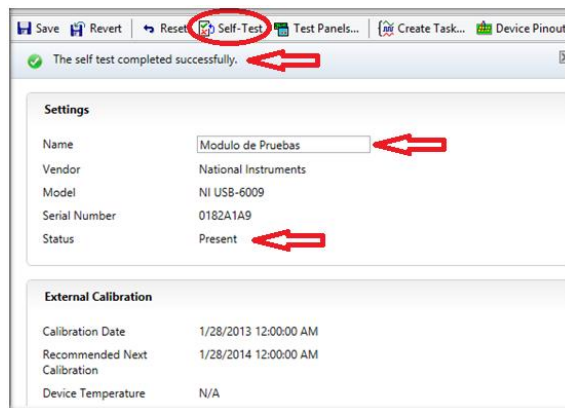 Save Revert Reset Self-Test Test Panels... Create Task... Device Pinout
The self test completed successfully.
Settings
Name Modulo de Pruebas
Vendor National Instruments
Model NI USB-6009
Serial Number 0182A1A9
Status Present
External Calibration
Calibration Date 1/28/2013 12:00:00 AM
Recommended Next 1/28/2014 12:00:00 AM
Calibration
Device Temperature N/A